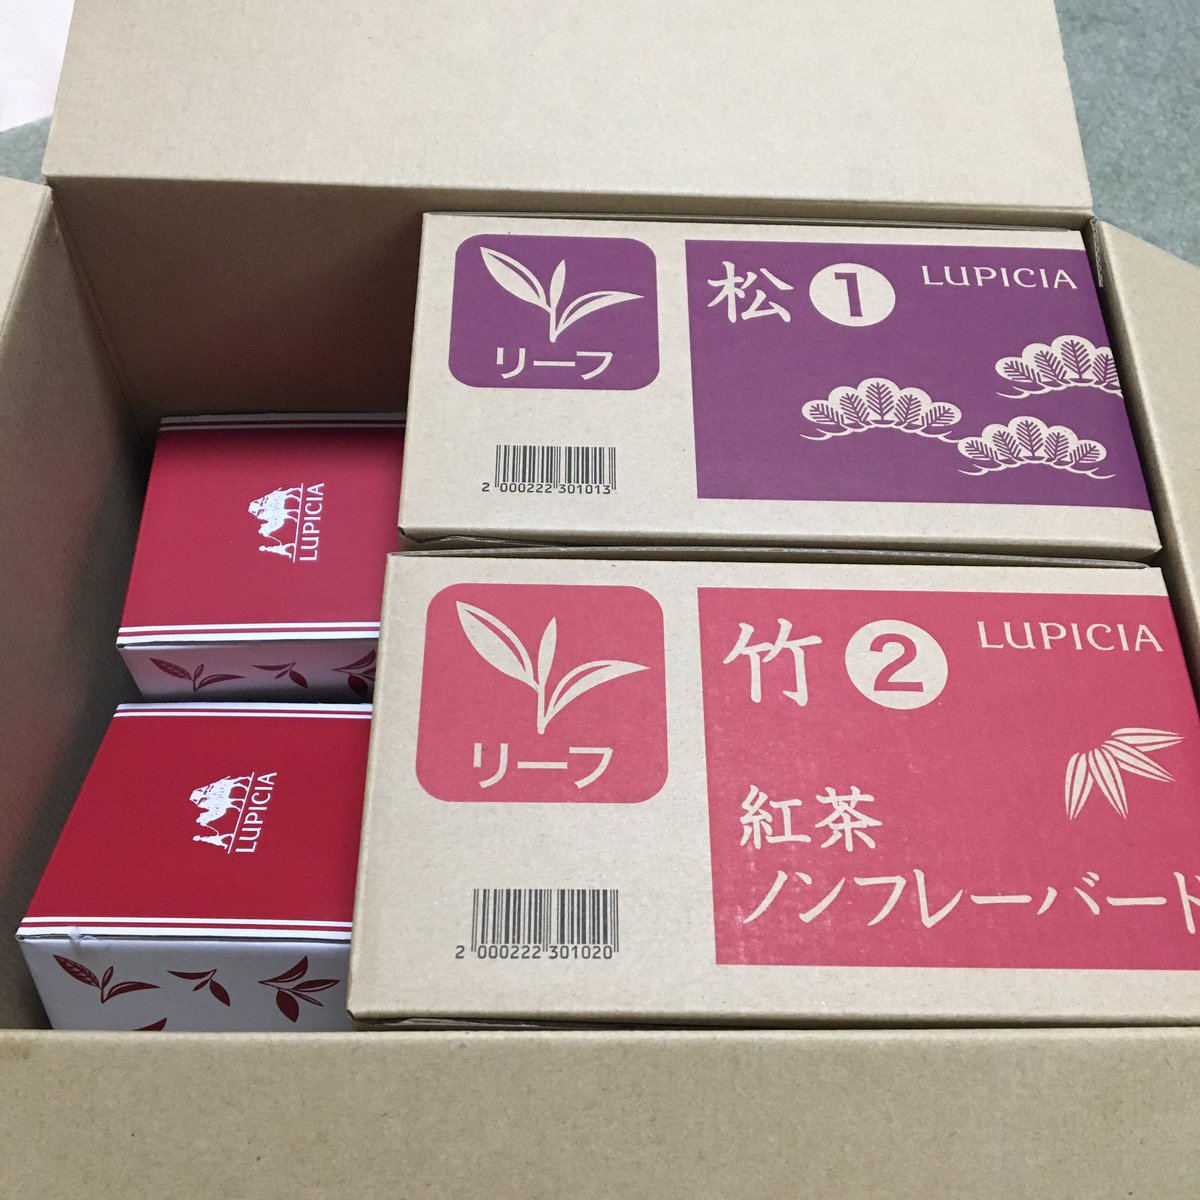 松 1 LUPICIA
リーフ
2 000222 301013
LUPICIA
竹 2 LUPICIA
リーフ
紅茶
ノンフレーバード
2 000222 301020
LUPICIA